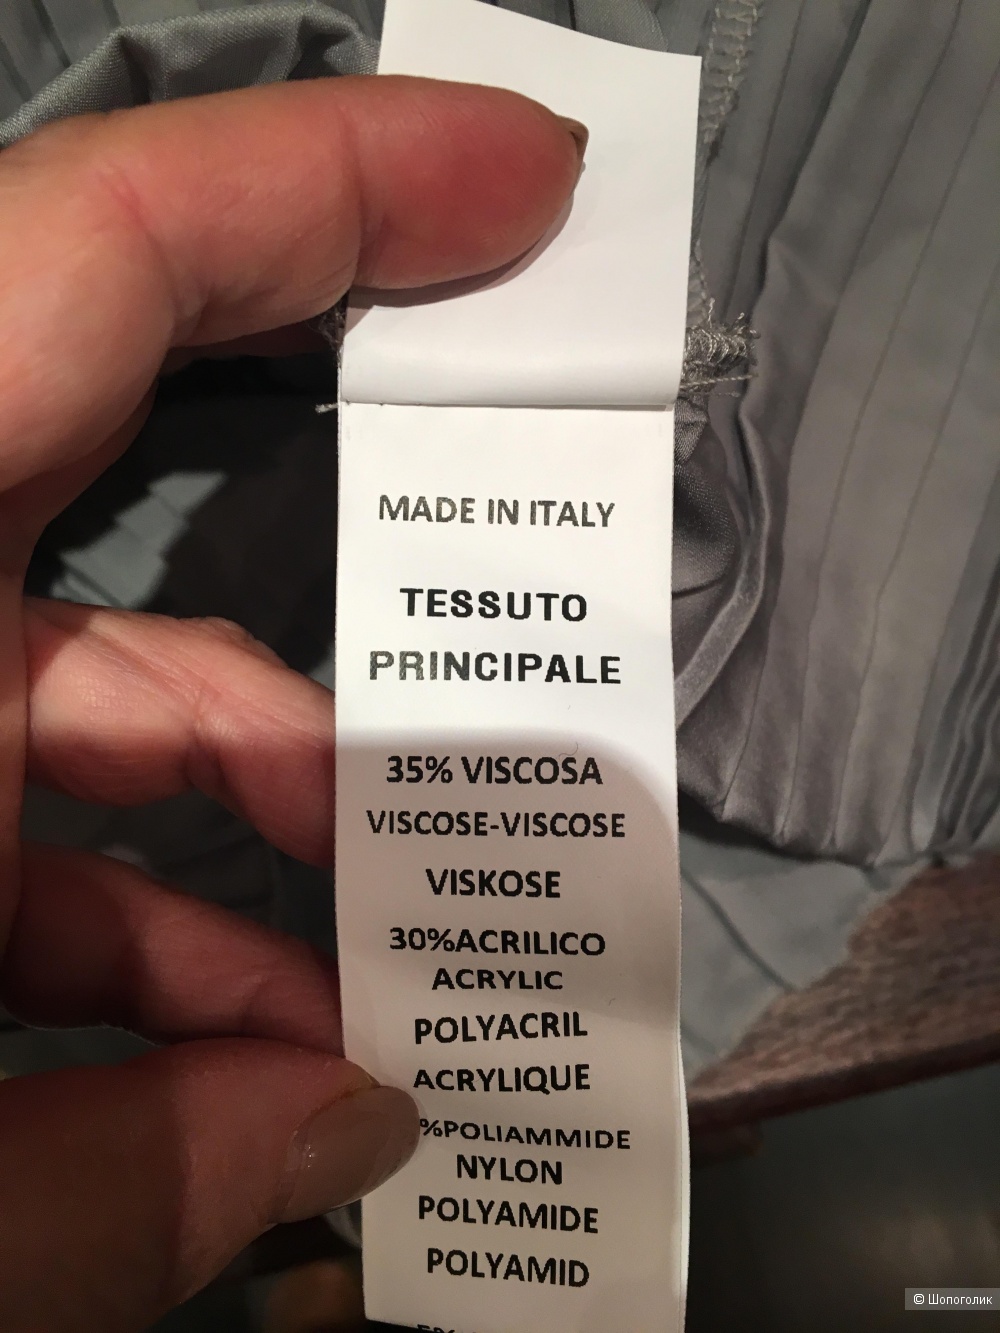 MADE IN ITALY
TESSUTO
PRINCIPALE
35% VISCOSA
VISCOSE-VISCOSE
VISKOSE
30%ACRILICO
ACRYLIC
POLYACRIL
ACRYLIQUE
%POLIAMMIDE
NYLON
POLYAMIDE
POLYAMID
© Шопоголик